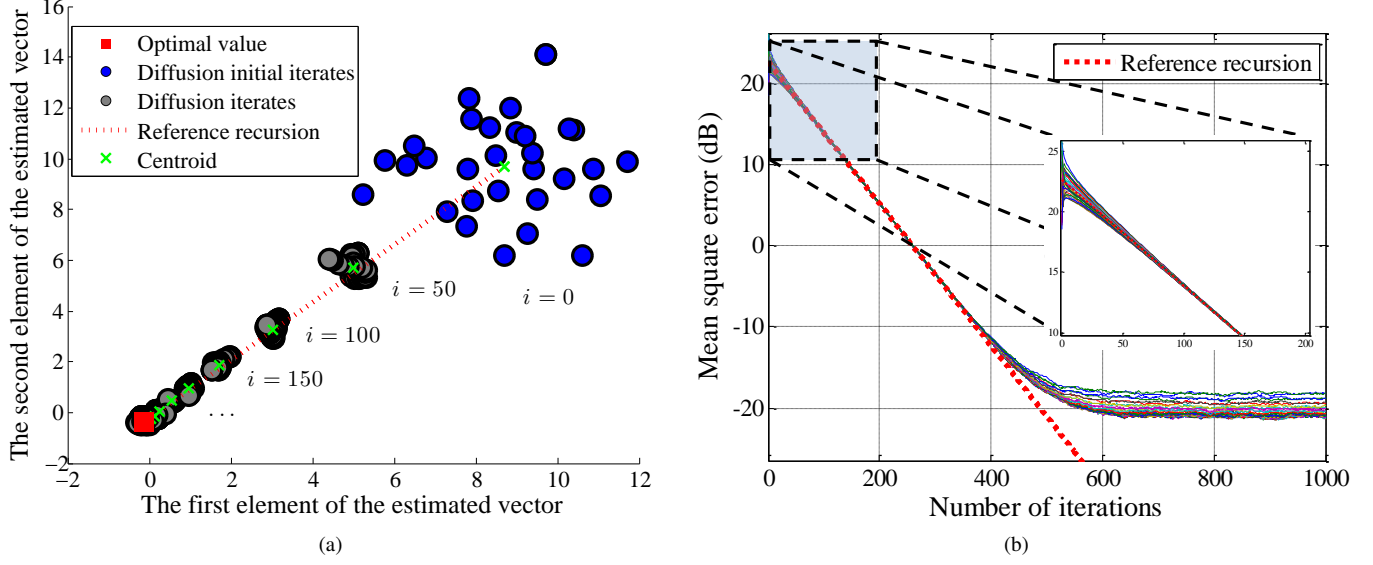 16
14
12
10
8
6
4
2
0
−2
−2
0
2
4
6
8
10
12
The second element of the estimated vector
The first element of the estimated vector
Optimal value
Diffusion initial iterates
Diffusion iterates
Reference recursion
Centroid
i = 0
i = 50
i = 100
i = 150
...
(a)
20
10
0
-10
-20
0
200
400
600
800
1000
Mean square error (dB)
Number of iterations
Reference recursion
25
20
15
10
0
50
100
150
200
(b)